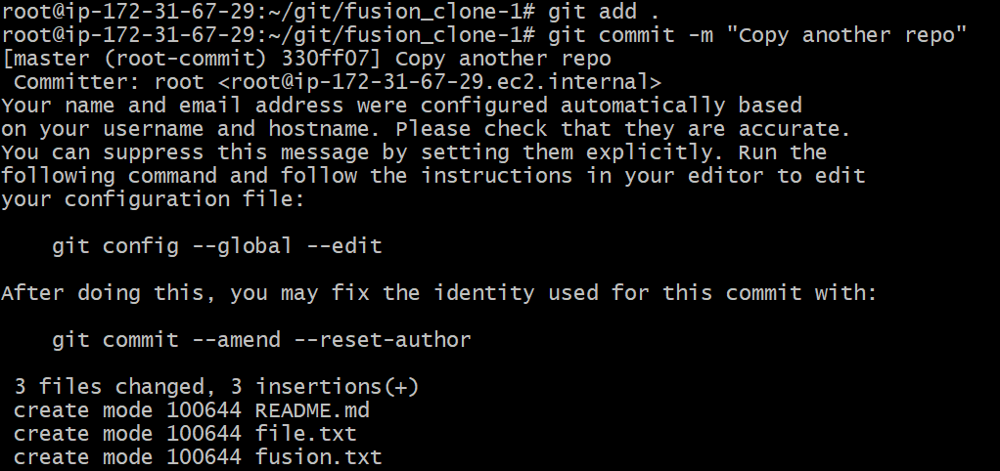 root@ip-172-31-67-29:~/git/fusion_clone-1# git add .
root@ip-172-31-67-29:~/git/fusion_clone-1# git commit -m "Copy another repo"
[master (root-commit) 330ff07] Copy another repo
 Committer: root <root@ip-172-31-67-29.ec2.internal>
Your name and email address were configured automatically based
on your username and hostname. Please check that they are accurate.
You can suppress this message by setting them explicitly. Run the
following command and follow the instructions in your editor to edit
your configuration file:

    git config --global --edit

After doing this, you may fix the identity used for this commit with:

    git commit --amend --reset-author

 3 files changed, 3 insertions(+)
 create mode 100644 README.md
 create mode 100644 file.txt
 create mode 100644 fusion.txt